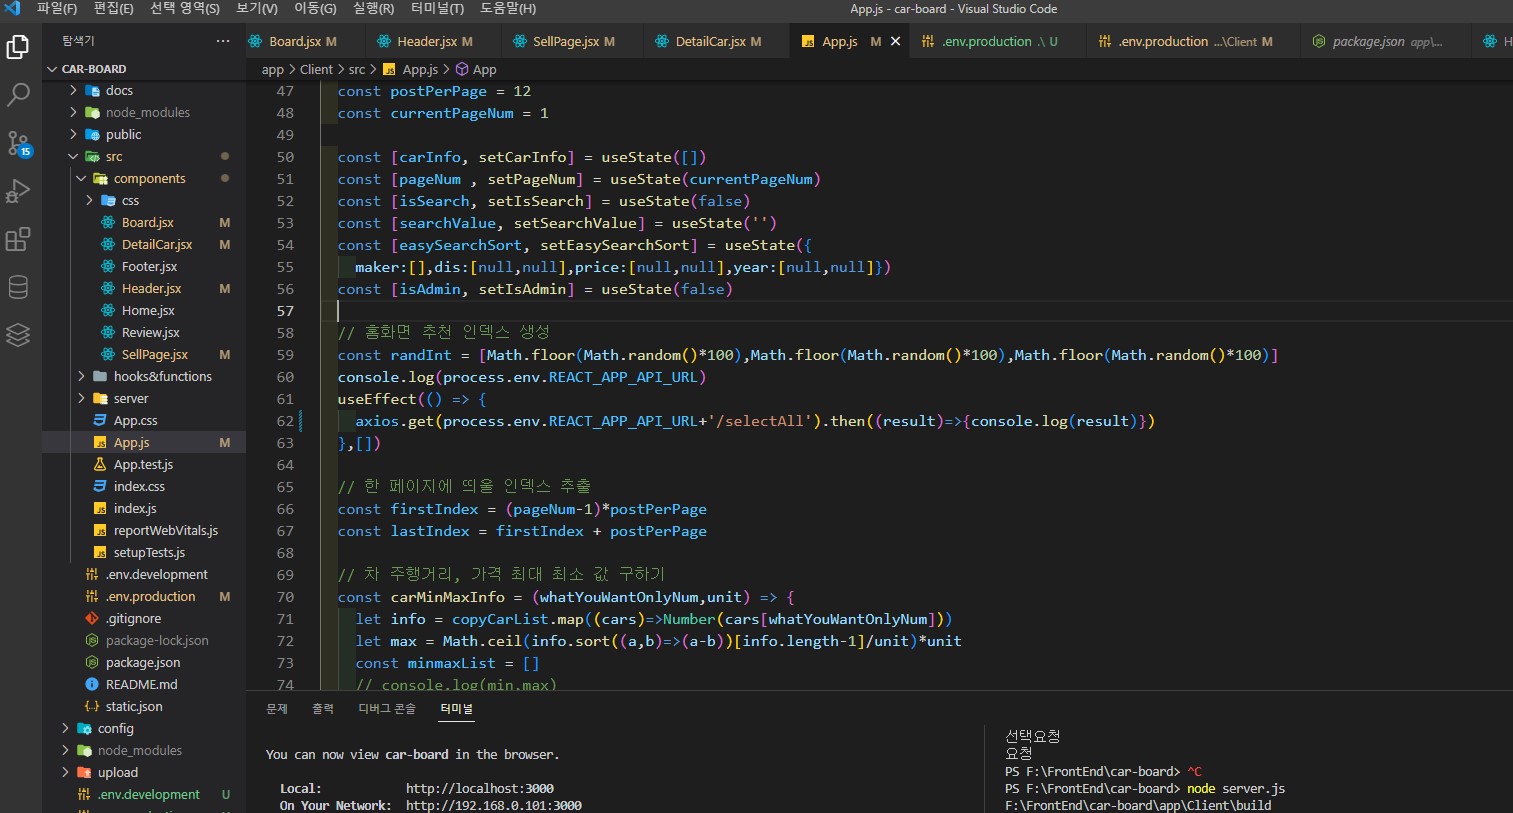 파일(F) 편집(E) 선택 영역(S) 보기(V) 이동(G) 실행(R) 터미널(T) 도움말(H) App.js - car-board - Visual Studio Code
탐색기 ···
Board.jsx M Header.jsx M SellPage.jsx M DetailCar.jsx M App.js M .env.production .\ U .env.production ...\Client M package.json app\... H
app > Client > src > App.js > App
CAR-BOARD
docs
node_modules
public
src
components
css
Board.jsx M
DetailCar.jsx M
Footer.jsx
Header.jsx M
Home.jsx
Review.jsx
SellPage.jsx M
hooks&functions
server
App.css
App.js M
App.test.js
index.css
index.js
reportWebVitals.js
setupTests.js
.env.development
.env.production M
.gitignore
package-lock.json
package.json
README.md
static.json
config
node_modules
upload
.env.development U
15
47 const postPerPage = 12
48 const currentPageNum = 1
49
50 const [carInfo, setCarInfo] = useState([])
51 const [pageNum , setPageNum] = useState(currentPageNum)
52 const [isSearch, setIsSearch] = useState(false)
53 const [searchValue, setSearchValue] = useState('')
54 const [easySearchSort, setEasySearchSort] = useState({
55 maker:[],dis:[null,null],price:[null,null],year:[null,null]})
56 const [isAdmin, setIsAdmin] = useState(false)
57
58 // 홈화면 추천 인덱스 생성
59 const randInt = [Math.floor(Math.random()*100),Math.floor(Math.random()*100),Math.floor(Math.random()*100)]
60 console.log(process.env.REACT_APP_API_URL)
61 useEffect(() => {
62 axios.get(process.env.REACT_APP_API_URL+'/selectAll').then((result)=>{console.log(result)})
63 },[])
64
65 // 한 페이지에 띄울 인덱스 추출
66 const firstIndex = (pageNum-1)*postPerPage
67 const lastIndex = firstIndex + postPerPage
68
69 // 차 주행거리, 가격 최대 최소 값 구하기
70 const carMinMaxInfo = (whatYouWantOnlyNum,unit) => {
71 let info = copyCarList.map((cars)=>Number(cars[whatYouWantOnlyNum]))
72 let max = Math.ceil(info.sort((a,b)=>(a-b))[info.length-1]/unit)*unit
73 const minmaxList = []
74 // console.log(min,max)
문제 출력 디버그 콘솔 터미널
You can now view car-board in the browser.
Local: http://localhost:3000
On Your Network: http://192.168.0.101:3000
선택요청
요청
PS F:\FrontEnd\car-board> ^C
PS F:\FrontEnd\car-board> node server.js
F:\FrontEnd\car-board\app\Client\build